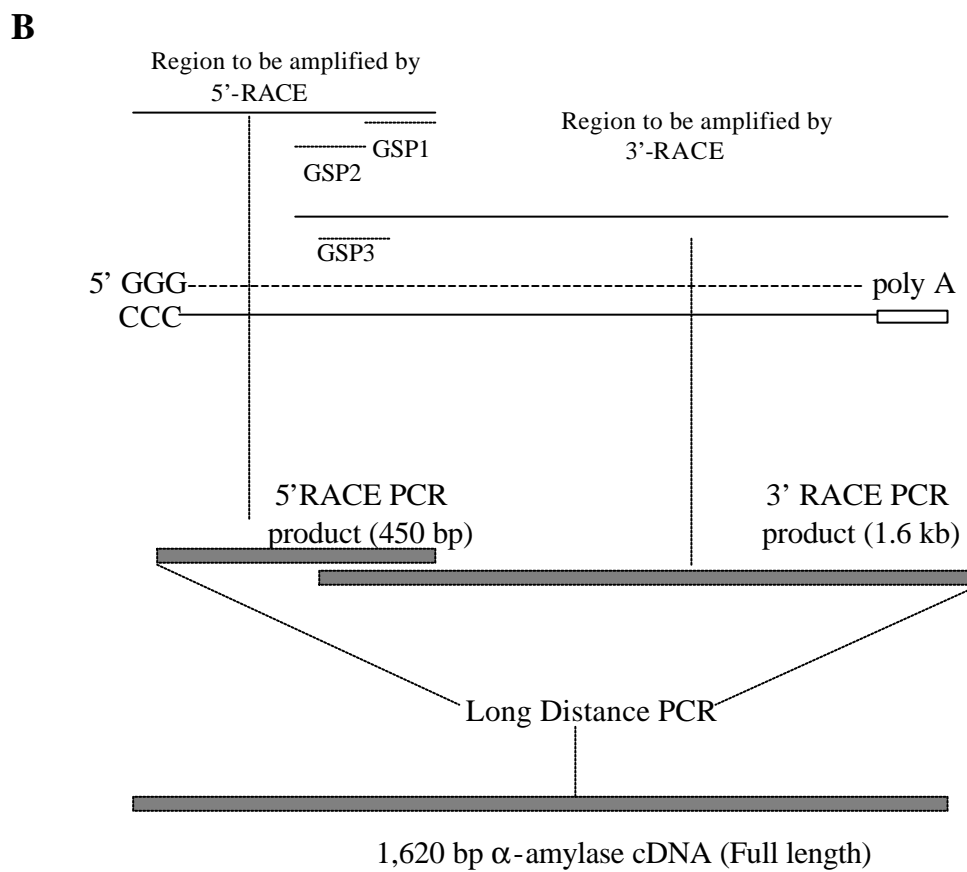 B
Region to be amplified by
5’-RACE
GSP1
GSP2
Region to be amplified by
3’-RACE
GSP3
5’ GGG
poly A
CCC
5’RACE PCR
product (450 bp)
3’ RACE PCR
product (1.6 kb)
Long Distance PCR
1,620 bp α-amylase cDNA (Full length)